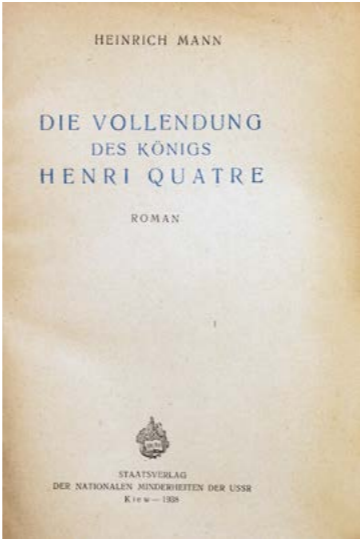 HEINRICH MANN
DIE VOLLENDUNG
DES KÖNIGS
HENRI QUATRE
ROMAN
STAATSVERLAG
DER NATIONALEN MINDERHEITEN DER USSR
Kiew — 1938